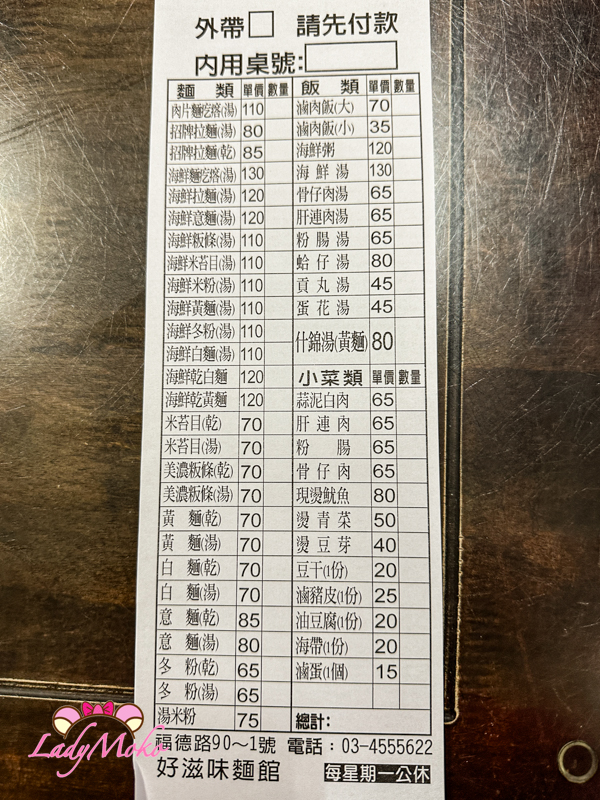 外帶□ 請先付款
內用桌號:
麵 類 單價 數量 飯 類 單價 數量
肉片麵疙瘩(湯) 110 滷肉飯(大) 70
招牌拉麵(湯) 80 滷肉飯(小) 35
招牌拉麵(乾) 85 海鮮粥 120
海鮮麵疙瘩(湯) 130 海鮮湯 130
海鮮拉麵(湯) 120 骨仔肉湯 65
海鮮意麵(湯) 120 肝連肉湯 65
海鮮粄條(湯) 110 粉腸湯 65
海鮮米苔目(湯) 110 蛤仔湯 80
海鮮米粉(湯) 110 貢丸湯 45
海鮮黃麵(湯) 110 蛋花湯 45
海鮮冬粉(湯) 110 什錦湯(黃麵) 80
海鮮白麵(湯) 110
海鮮乾白麵 120 小菜類 單價 數量
海鮮乾黃麵 120 蒜泥白肉 65
米苔目(乾) 70 肝連肉 65
米苔目(湯) 70 粉腸 65
美濃粄條(乾) 70 骨仔肉 65
美濃粄條(湯) 70 現燙魷魚 80
黃麵(乾) 70 燙青菜 50
黃麵(湯) 70 燙豆芽 40
白麵(乾) 70 豆干(1份) 20
白麵(湯) 70 滷豬皮(1份) 25
意麵(乾) 85 油豆腐(1份) 20
意麵(湯) 80 海帶(1份) 20
冬粉(乾) 65 滷蛋(1個) 15
冬粉(湯) 65
湯米粉 75 總計:
福德路90~1號 電話:03-4555622
好滋味麵館 每星期一公休
LadyMoko